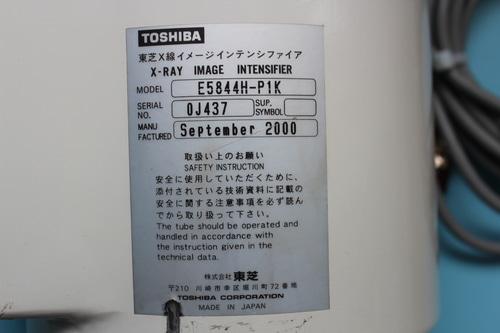 TOSHIBA
東芝X線イメージインテンシファイア
X-RAY IMAGE INTENSIFIER
MODEL E5844H-P1K
SERIAL NO. 0J437 SUP. SYMBOL
MANU FACTURED September 2000
取扱い上のお願い
SAFETY INSTRUCTION
安全に使用していただくために、
添付されている技術資料に記載の
安全に関する注意事項を必ず読ん
でから取り扱って下さい。
The tube should be operated and
handled in accordance with
the instruction given in the
technical data.
株式会社 東芝
〒210 川崎市幸区堀川町72番地
TOSHIBA CORPORATION
MADE IN JAPAN